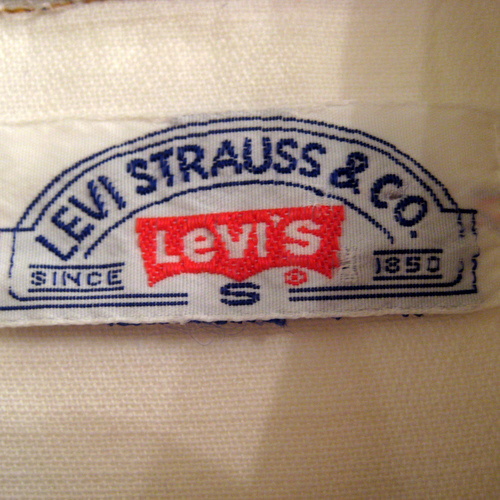 LEVI STRAUSS & CO.
LeVI'S
SINCE 1850
S ®